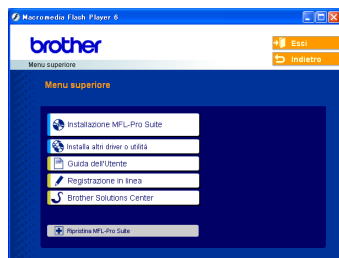 Macromedia Flash Player 6
brother
Esci
Indietro
Menu superiore
Menu superiore
Installazione MFL-Pro Suite
Installa altri driver o utilità
Guida dell'Utente
Registrazione in linea
Brother Solutions Center
Ripristina MFL-Pro Suite